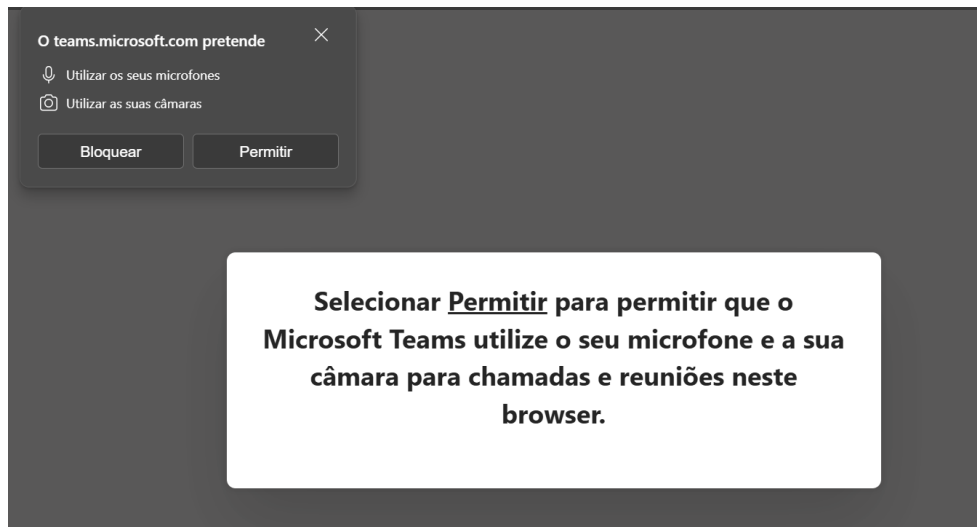 O teams.microsoft.com pretende
Utilizar os seus microfones
Utilizar as suas câmaras
Bloquear
Permitir
Selecionar Permitir para permitir que o
Microsoft Teams utilize o seu microfone e a sua
câmara para chamadas e reuniões neste
browser.